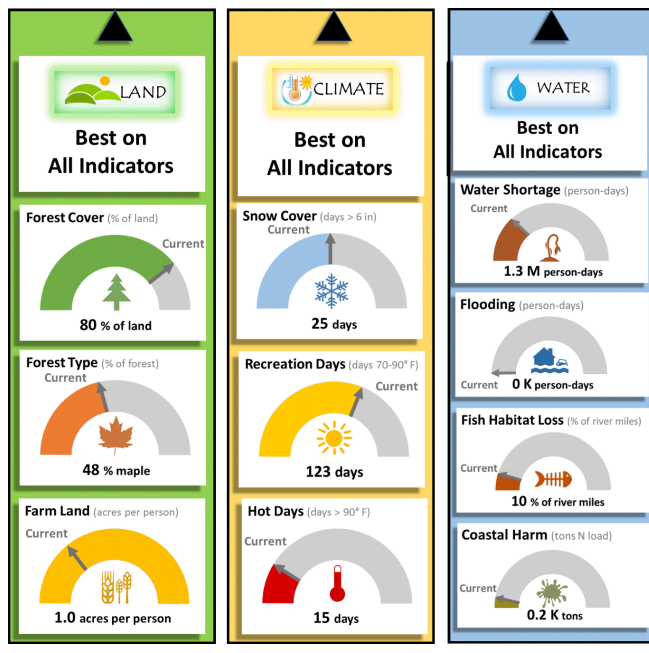 LAND
Best on
All Indicators
Forest Cover (% of land)
Current
80 % of land
Forest Type (% of forest)
Current
48 % maple
Farm Land (acres per person)
Current
1.0 acres per person
CLIMATE
Best on
All Indicators
Snow Cover (days > 6 in)
Current
25 days
Recreation Days (days 70-90° F)
Current
123 days
Hot Days (days > 90° F)
Current
15 days
WATER
Best on
All Indicators
Water Shortage (person-days)
Current
1.3 M person-days
Flooding (person-days)
Current
0 K person-days
Fish Habitat Loss (% of river miles)
Current
10 % of river miles
Coastal Harm (tons N load)
Current
0.2 K tons